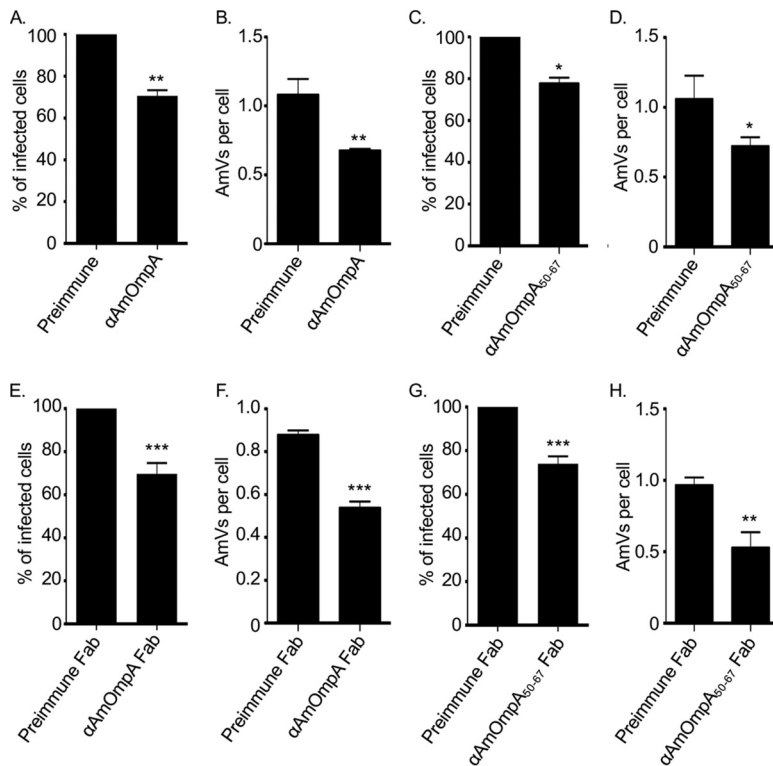 A.
% of infected cells
100
80
60
40
20
0
**
Preimmune
αAmOmpA
B.
AmVs per cell
1.5
1.0
0.5
0
**
Preimmune
αAmOmpA
C.
% of infected cells
100
80
60
40
20
0
*
Preimmune
αAmOmpA50-67
D.
AmVs per cell
1.5
1.0
0.5
0
*
Preimmune
αAmOmpA50-67
E.
% of infected cells
100
80
60
40
20
0
***
Preimmune Fab
αAmOmpA Fab
F.
AmVs per cell
1.0
0.8
0.6
0.4
0.2
0
***
Preimmune Fab
αAmOmpA Fab
G.
% of infected cells
100
80
60
40
20
0
***
Preimmune Fab
αAmOmpA50-67 Fab
H.
AmVs per cell
1.5
1.0
0.5
0
**
Preimmune Fab
αAmOmpA50-67 Fab